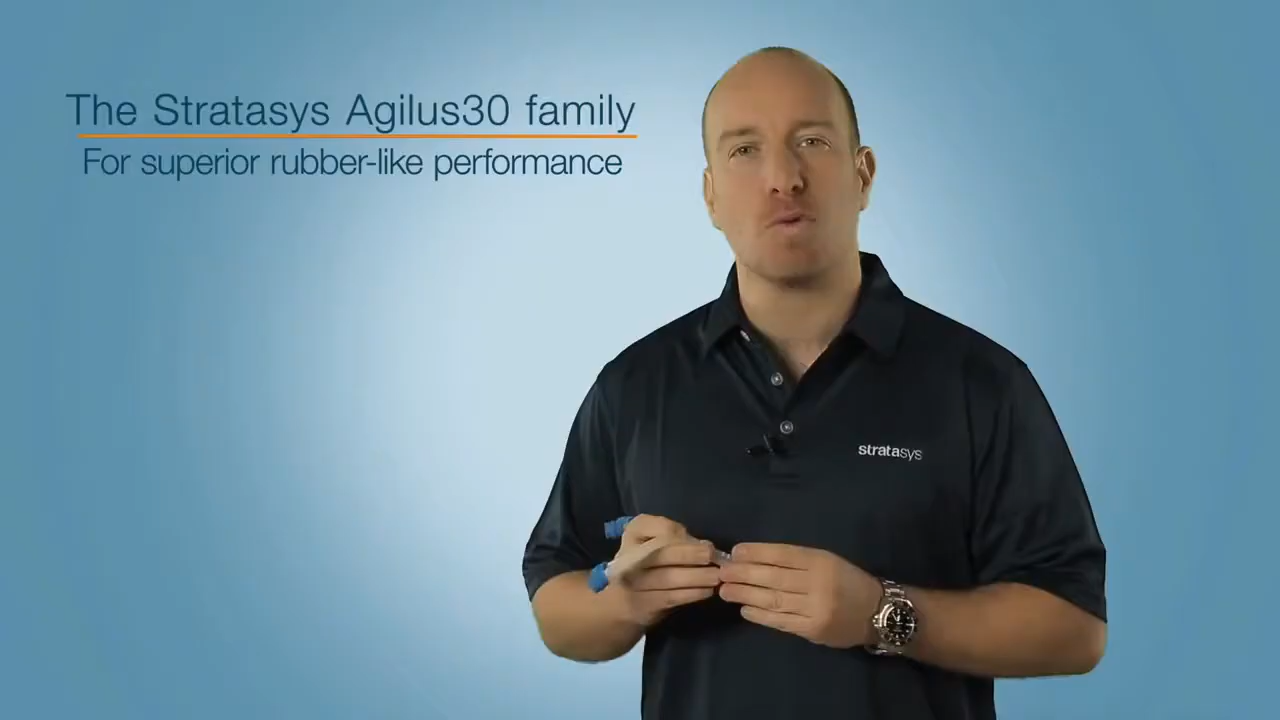 The Stratasys Agilus30 family
For superior rubber-like performance
stratasys